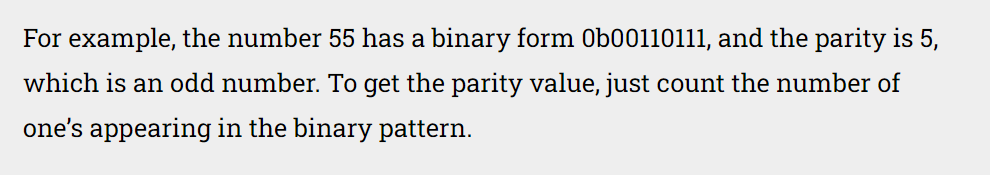 For example, the number 55 has a binary form 0b00110111, and the parity is 5,
which is an odd number. To get the parity value, just count the number of
one’s appearing in the binary pattern.